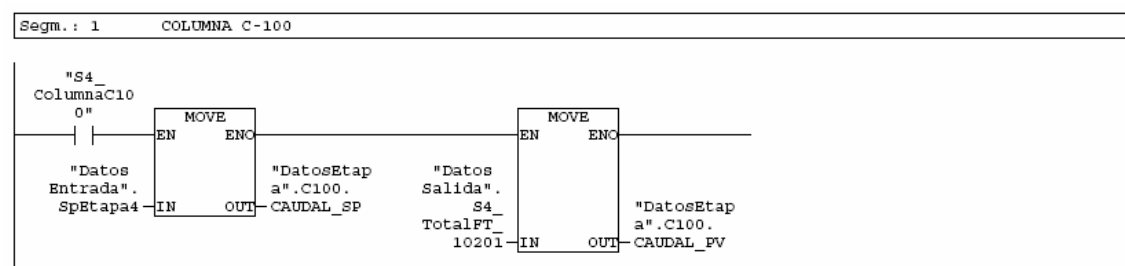 Segm.: 1 COLUMNA C-100
"S4_
ColumnaC10
0"
MOVE
EN ENO
"Datos
Entrada".
SpEtapa4
IN OUT
"DatosEtap
a".C100.
CAUDAL_SP
MOVE
EN ENO
"Datos
Salida".
S4_
TotalFT_
10201
IN OUT
"DatosEtap
a".C100.
CAUDAL_PV